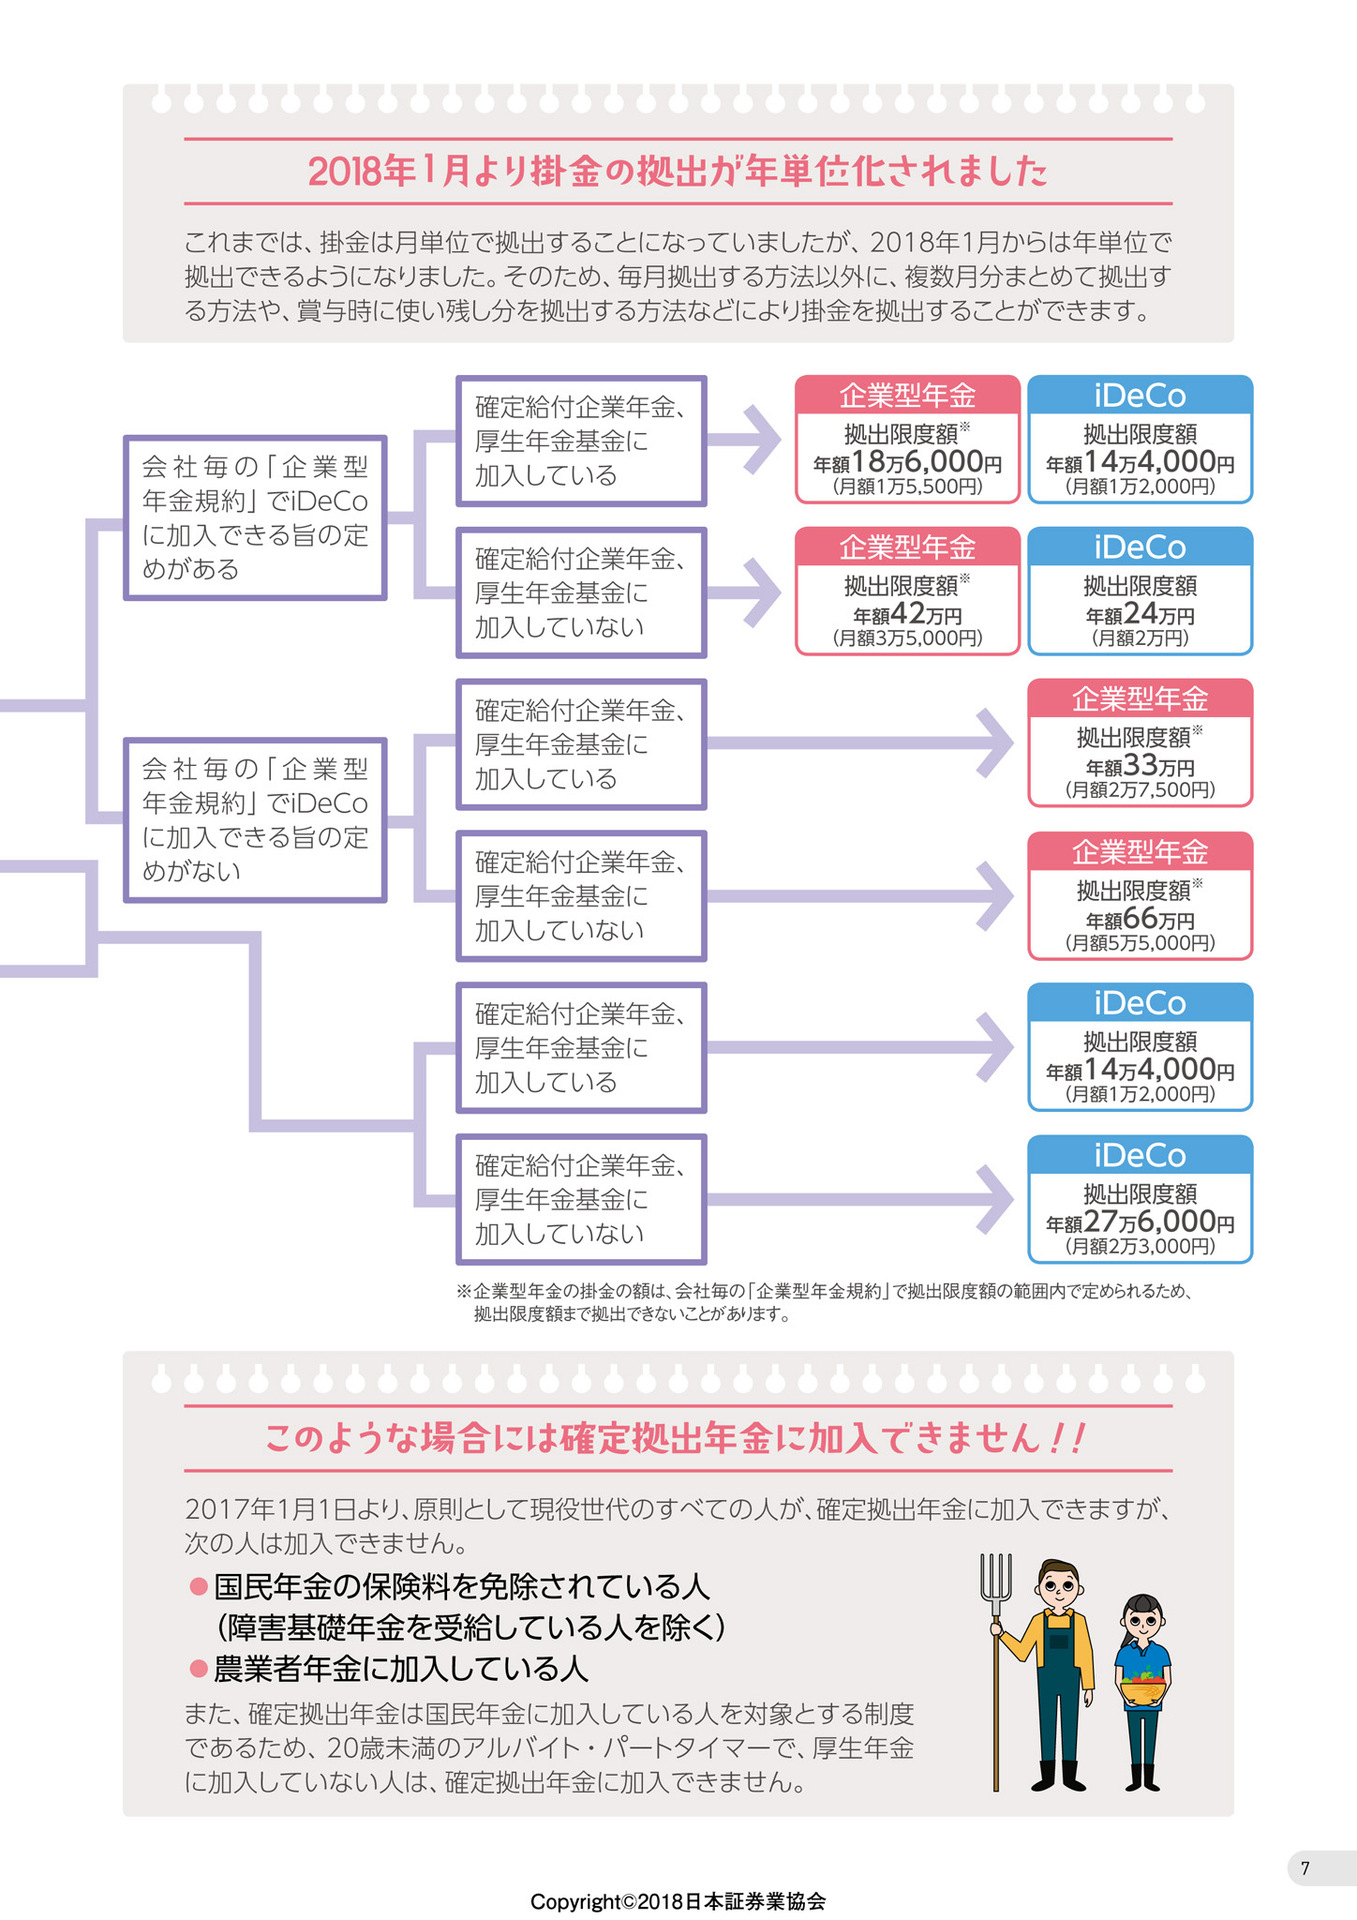 2018年1月より掛金の拠出が年単位化されました
これまでは、掛金は月単位で拠出することになっていましたが、2018年1月からは年単位で
拠出できるようになりました。そのため、毎月拠出する方法以外に、複数月分まとめて拠出す
る方法や、賞与時に使い残し分を拠出する方法などにより掛金を拠出することができます。
会社毎の「企業型
年金規約」でiDeCo
に加入できる旨の定
めがある
確定給付企業年金、
厚生年金基金に
加入している
企業型年金
拠出限度額※
年額18万6,000円
（月額1万5,500円）
iDeCo
拠出限度額
年額14万4,000円
（月額1万2,000円）
確定給付企業年金、
厚生年金基金に
加入していない
企業型年金
拠出限度額※
年額42万円
（月額3万5,000円）
iDeCo
拠出限度額
年額24万円
（月額2万円）
会社毎の「企業型
年金規約」でiDeCo
に加入できる旨の定
めがない
確定給付企業年金、
厚生年金基金に
加入している
企業型年金
拠出限度額※
年額33万円
（月額2万7,500円）
確定給付企業年金、
厚生年金基金に
加入していない
企業型年金
拠出限度額※
年額66万円
（月額5万5,000円）
確定給付企業年金、
厚生年金基金に
加入している
iDeCo
拠出限度額
年額14万4,000円
（月額1万2,000円）
確定給付企業年金、
厚生年金基金に
加入していない
iDeCo
拠出限度額
年額27万6,000円
（月額2万3,000円）
※企業型年金の掛金の額は、会社毎の「企業型年金規約」で拠出限度額の範囲内で定められるため、
拠出限度額まで拠出できないことがあります。
このような場合には確定拠出年金に加入できません！！
2017年1月1日より、原則として現役世代のすべての人が、確定拠出年金に加入できますが、
次の人は加入できません。
●国民年金の保険料を免除されている人
（障害基礎年金を受給している人を除く）
●農業者年金に加入している人
また、確定拠出年金は国民年金に加入している人を対象とする制度
であるため、20歳未満のアルバイト・パートタイマーで、厚生年金
に加入していない人は、確定拠出年金に加入できません。
7
Copyright©2018日本証券業協会